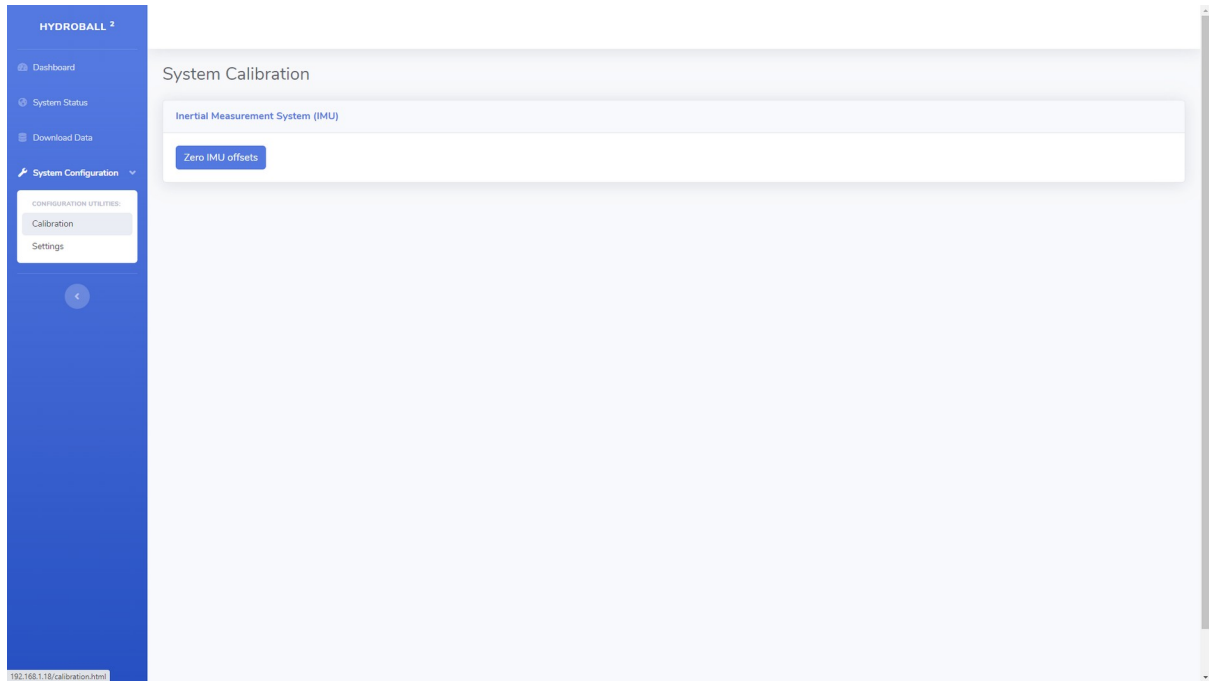 HYDROBALL 2
Dashboard
System Status
Download Data
System Configuration
CONFIGURATION UTILITIES:
Calibration
Settings
System Calibration
Inertial Measurement System (IMU)
Zero IMU offsets
192.168.1.18/calibration.html